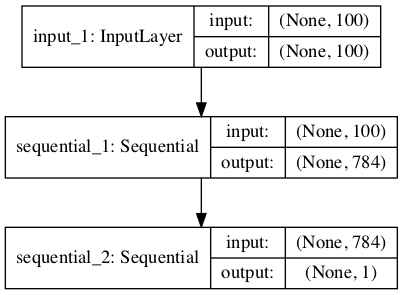 input_1: InputLayer
input: (None, 100)
output: (None, 100)
sequential_1: Sequential
input: (None, 100)
output: (None, 784)
sequential_2: Sequential
input: (None, 784)
output: (None, 1)